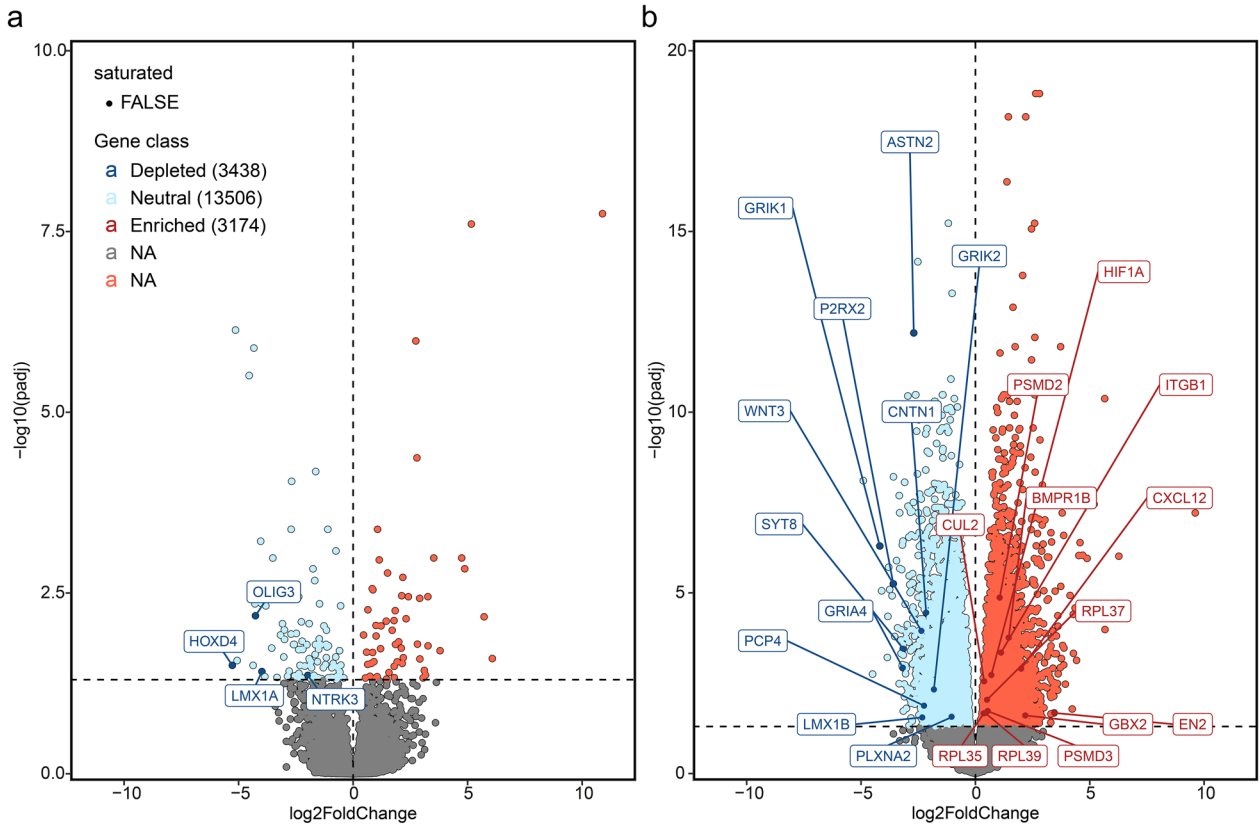 a
10.0
7.5
5.0
2.5
0.0
−10
−5
0
5
10
log2FoldChange
−log10(padj)
saturated
FALSE
Gene class
a Depleted (3438)
a Neutral (13506)
a Enriched (3174)
a NA
a NA
OLIG3
HOXD4
LMX1A
NTRK3
b
20
15
10
5
0
−10
−5
0
5
10
log2FoldChange
−log10(padj)
ASTN2
GRIK1
GRIK2
HIF1A
P2RX2
PSMD2
ITGB1
WNT3
CNTN1
BMPR1B
CXCL12
SYT8
CUL2
GRIA4
RPL37
PCP4
LMX1B
GBX2
EN2
PLXNA2
RPL35
RPL39
PSMD3